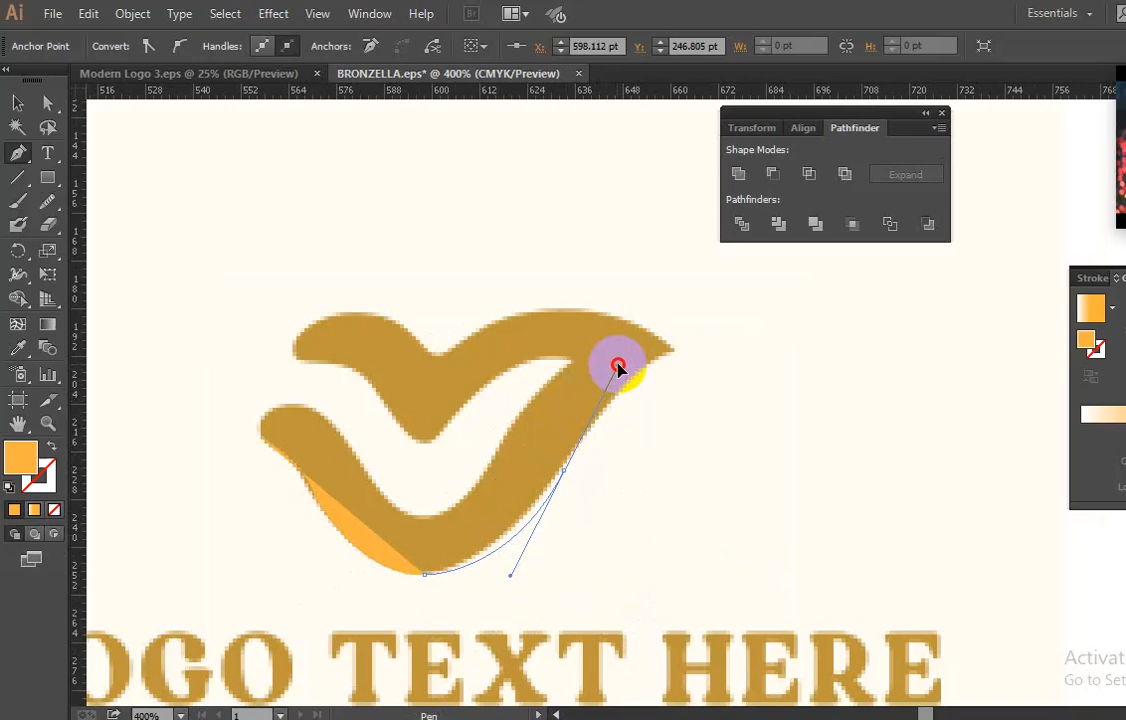 Ai File Edit Object Type Select Effect View Window Help Br Essentials
Anchor Point Convert: Handles: Anchors: X: 598.112 pt Y: 246.805 pt W: 0 pt H: 0 pt
Modern Logo 3.eps @ 25% (RGB/Preview) × BRONZELLA.eps* @ 400% (CMYK/Preview) ×
516 528 540 552 564 576 588 600 612 624 636 648 660 672 684 696 708 720 732 744 756 768
Transform Align Pathfinder
Shape Modes:
Expand
Pathfinders:
Stroke
OGO TEXT HERE
Activat
Go to Set
400% 1 Pen